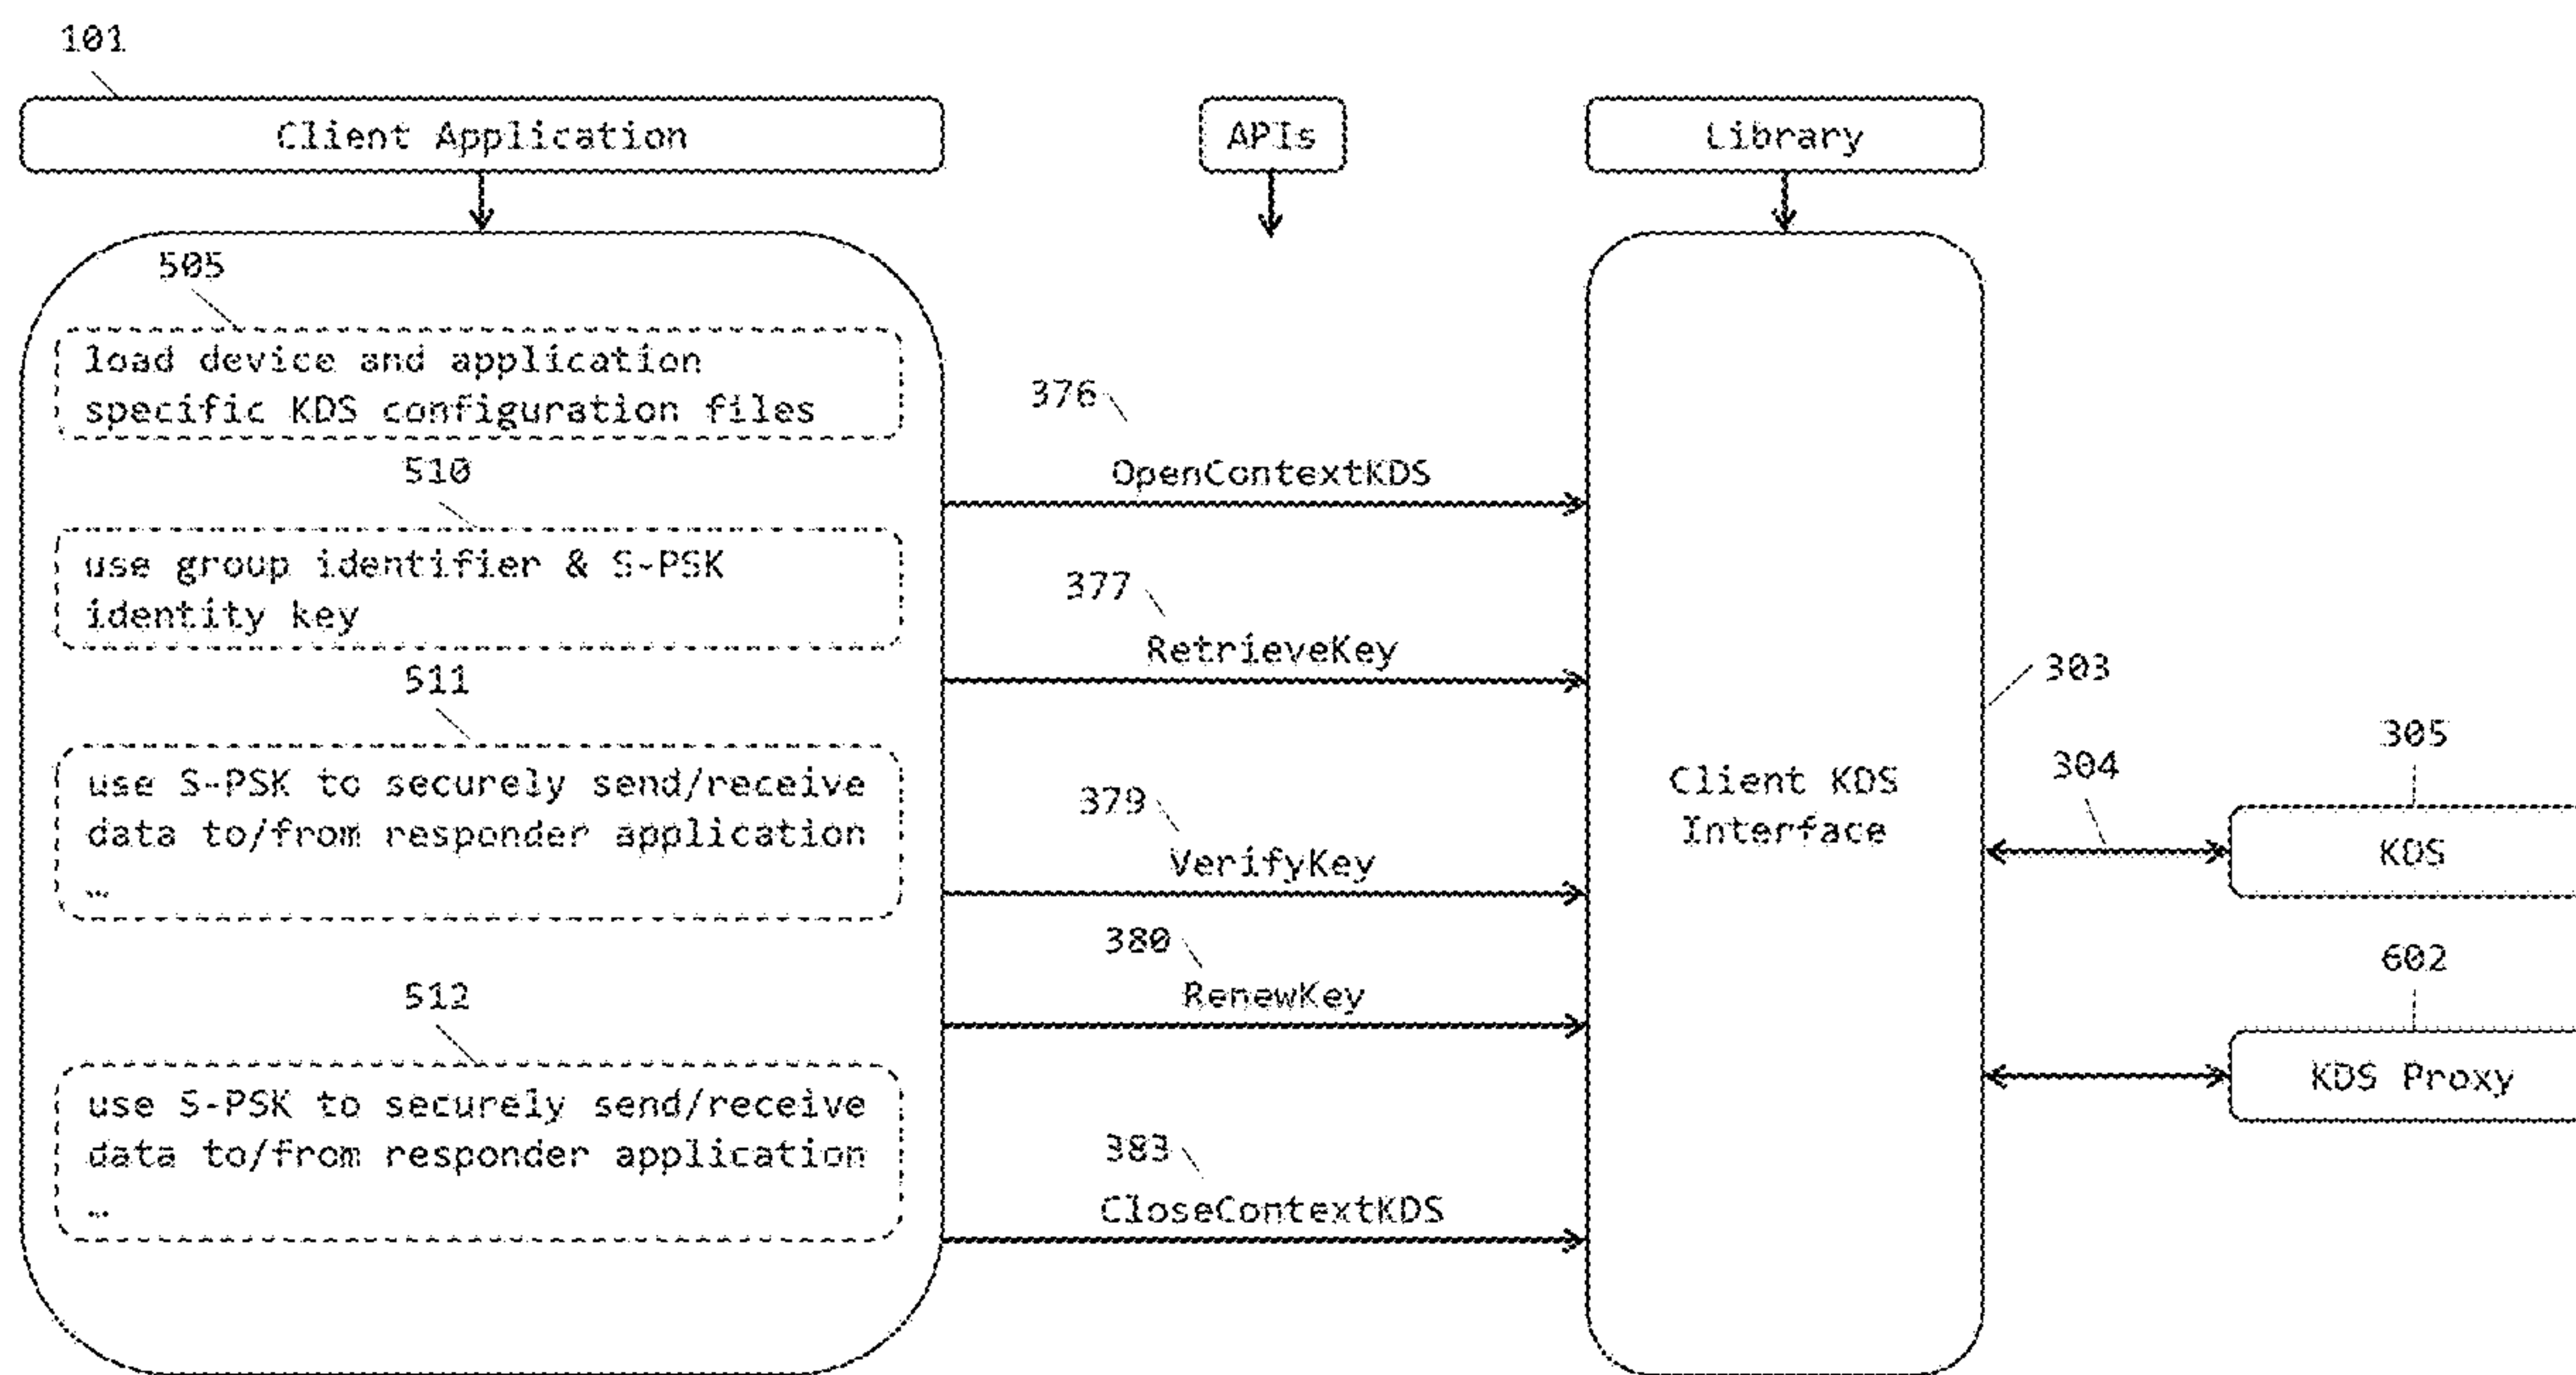 101
Client Application
APIs
Library
505
load device and application
specific KDS configuration files
510
use group identifier & S-PSK
identity key
511
use S-PSK to securely send/receive
data to/from responder application
…
512
use S-PSK to securely send/receive
data to/from responder application
…
376
OpenContextKDS
377
RetrieveKey
379
VerifyKey
380
RenewKey
383
CloseContextKDS
Client KDS
Interface
303
304
305
KDS
602
KDS Proxy